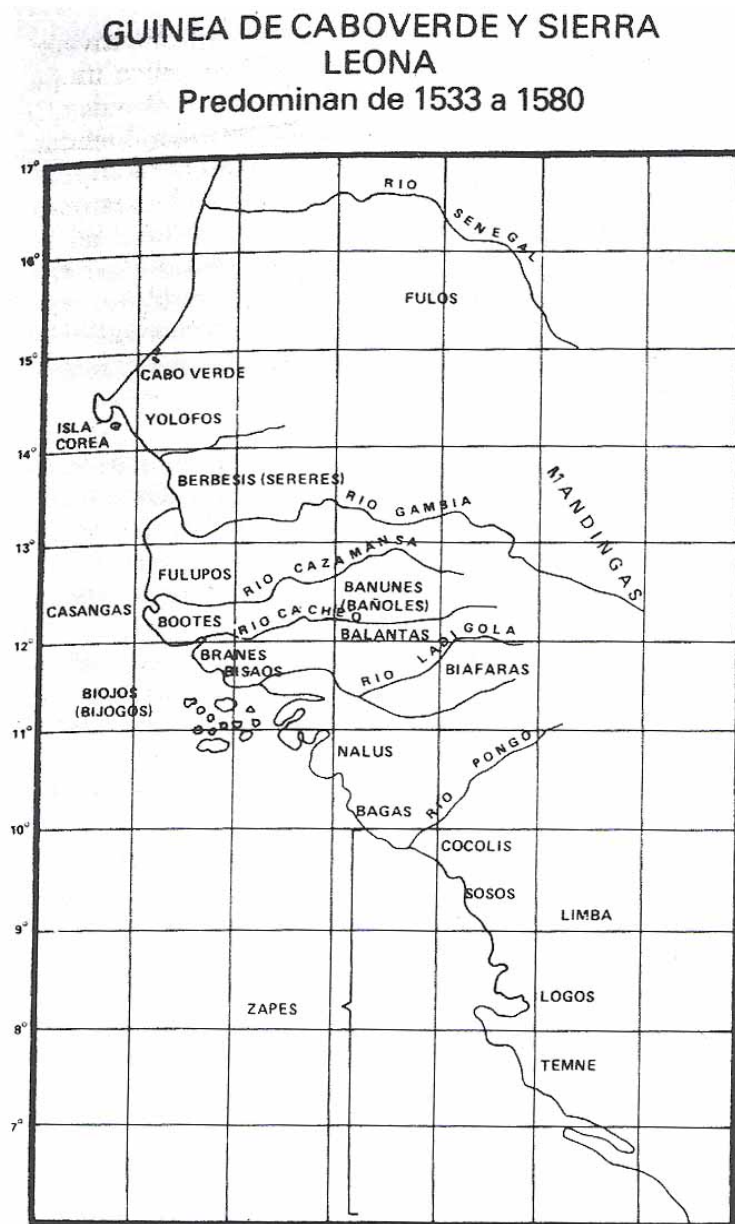 GUINEA DE CABOVERDE Y SIERRA
LEONA
Predominan de 1533 a 1580
17°
RIO SENEGAL
16°
FULOS
15°
CABO VERDE
ISLA
COREA
YOLOFOS
14°
BERBESIS (SERERES)
MANDINGAS
RIO GAMBIA
13°
FULUPOS
RIO CAZAMANSA
CASANGAS
BANUNES
(BAÑOLES)
BOOTES
RIO CACHEO
12°
BALANTAS
RIO LADIGOLA
BRANES
BISAOS
BIAFARAS
BIOJOS
(BIJOGOS)
11°
NALUS
RIO PONGO
BAGAS
10°
COCOLIS
SOSOS
LIMBA
9°
LOGOS
ZAPES
8°
TEMNE
7°